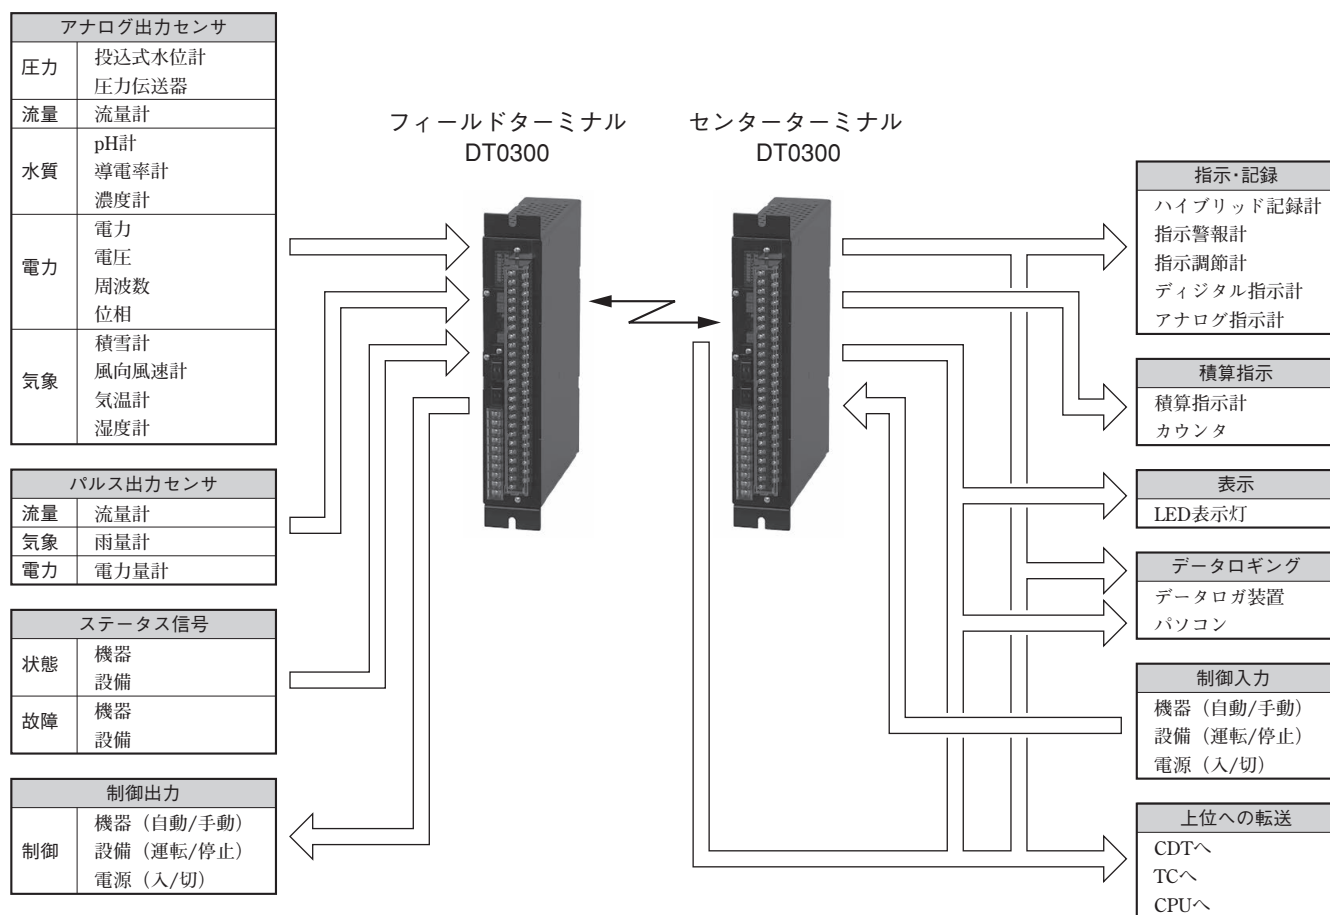 アナログ出力センサ
圧力
投込式水位計
圧力伝送器
流量
流量計
水質
pH計
導電率計
濃度計
電力
電力
電圧
周波数
位相
気象
積雪計
風向風速計
気温計
湿度計
パルス出力センサ
流量
流量計
気象
雨量計
電力
電力量計
ステータス信号
状態
機器
設備
故障
機器
設備
制御出力
制御
機器（自動/手動）
設備（運転/停止）
電源（入/切）
フィールドターミナル
DT0300
センターターミナル
DT0300
指示・記録
ハイブリッド記録計
指示警報計
指示調節計
ディジタル指示計
アナログ指示計
積算指示
積算指示計
カウンタ
表示
LED表示灯
データロギング
データロガ装置
パソコン
制御入力
機器（自動/手動）
設備（運転/停止）
電源（入/切）
上位への転送
CDTへ
TCへ
CPUへ